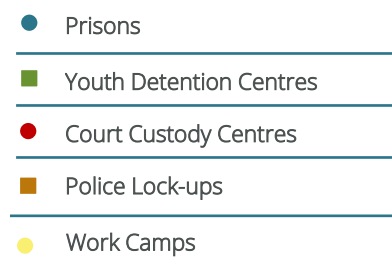 Prisons
Youth Detention Centres
Court Custody Centres
Police Lock-ups
Work Camps